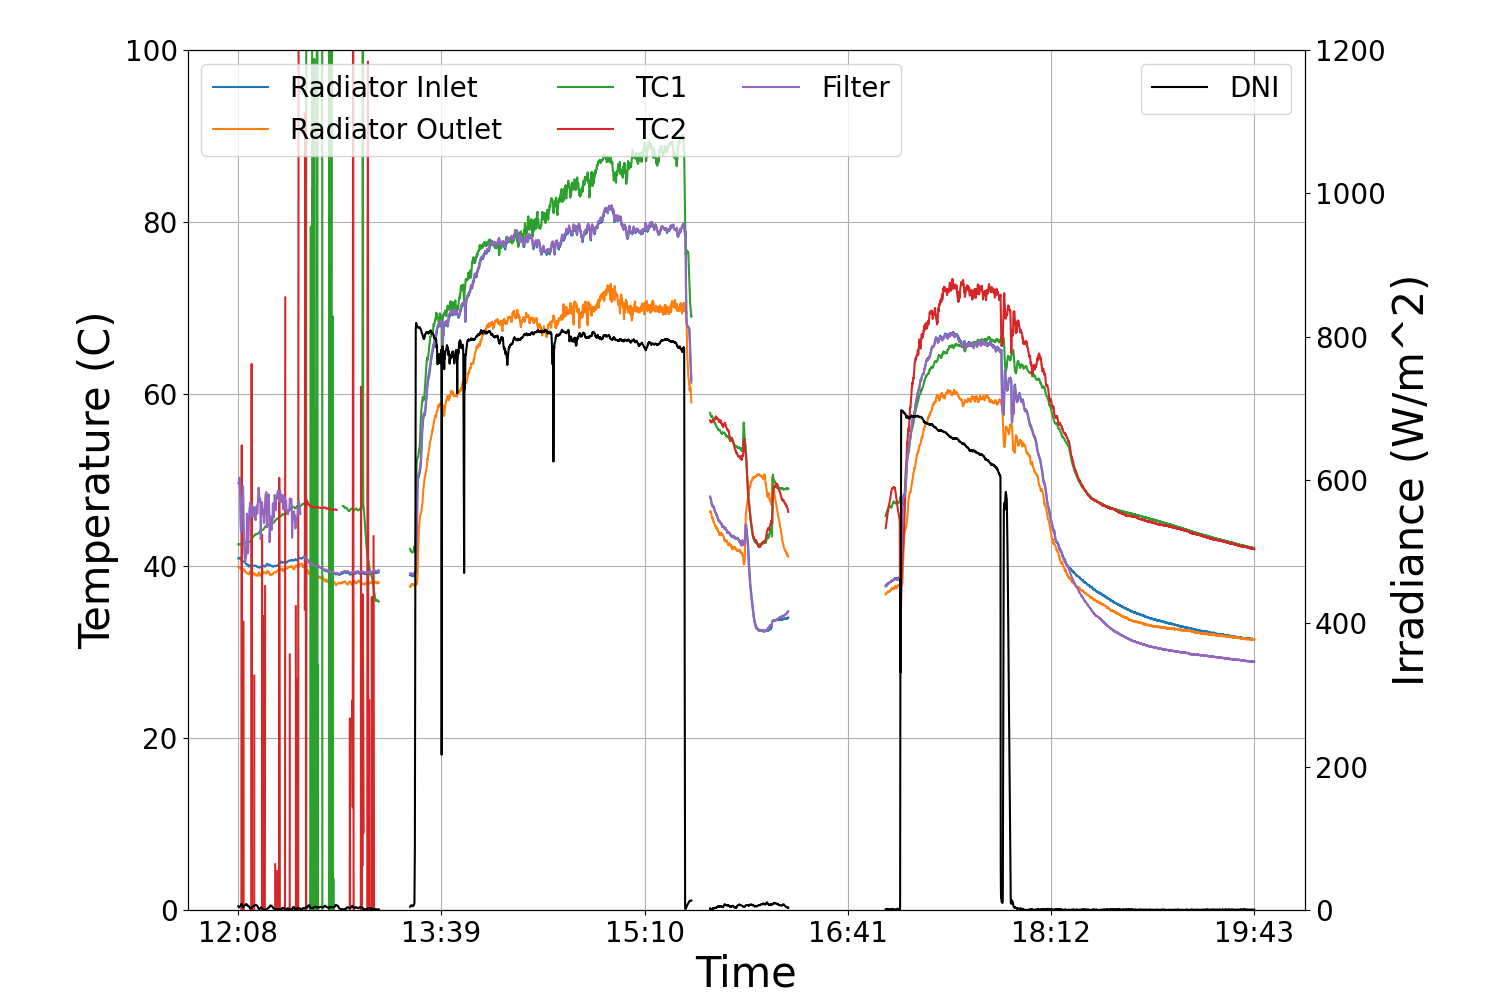 100
80
60
40
20
0
Temperature (C)
Radiator Inlet
Radiator Outlet
TC1
TC2
Filter
DNI
1200
1000
800
600
400
200
0
Irradiance (W/m^2)
12:08 13:39 15:10 16:41 18:12 19:43
Time